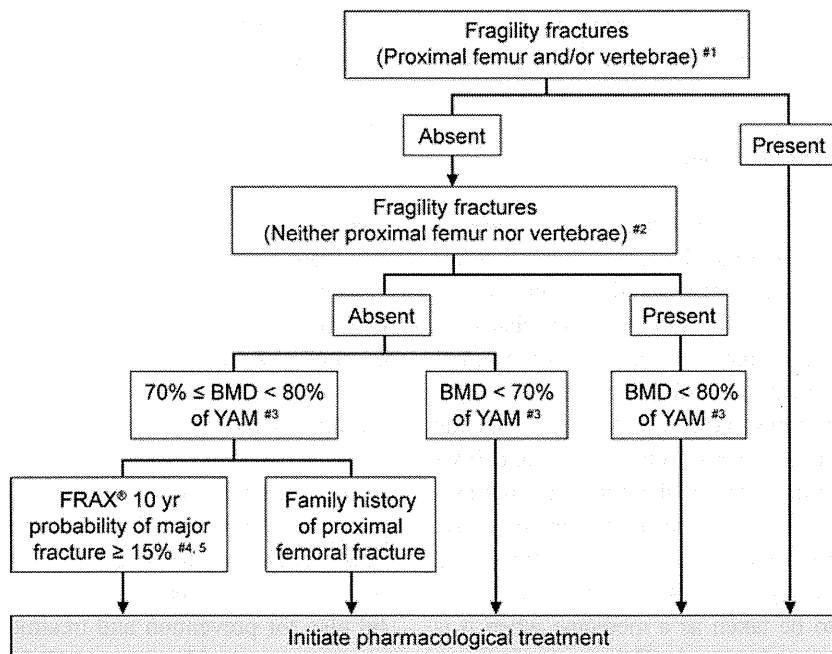 Fragility fractures
(Proximal femur and/or vertebrae) #1
Absent
Present
Fragility fractures
(Neither proximal femur nor vertebrae) #2
Absent
Present
70% ≤ BMD < 80%
of YAM #3
BMD < 70%
of YAM #3
BMD < 80%
of YAM #3
FRAX® 10 yr
probability of major
fracture ≥ 15% #4, 5
Family history
of proximal
femoral fracture
Initiate pharmacological treatment